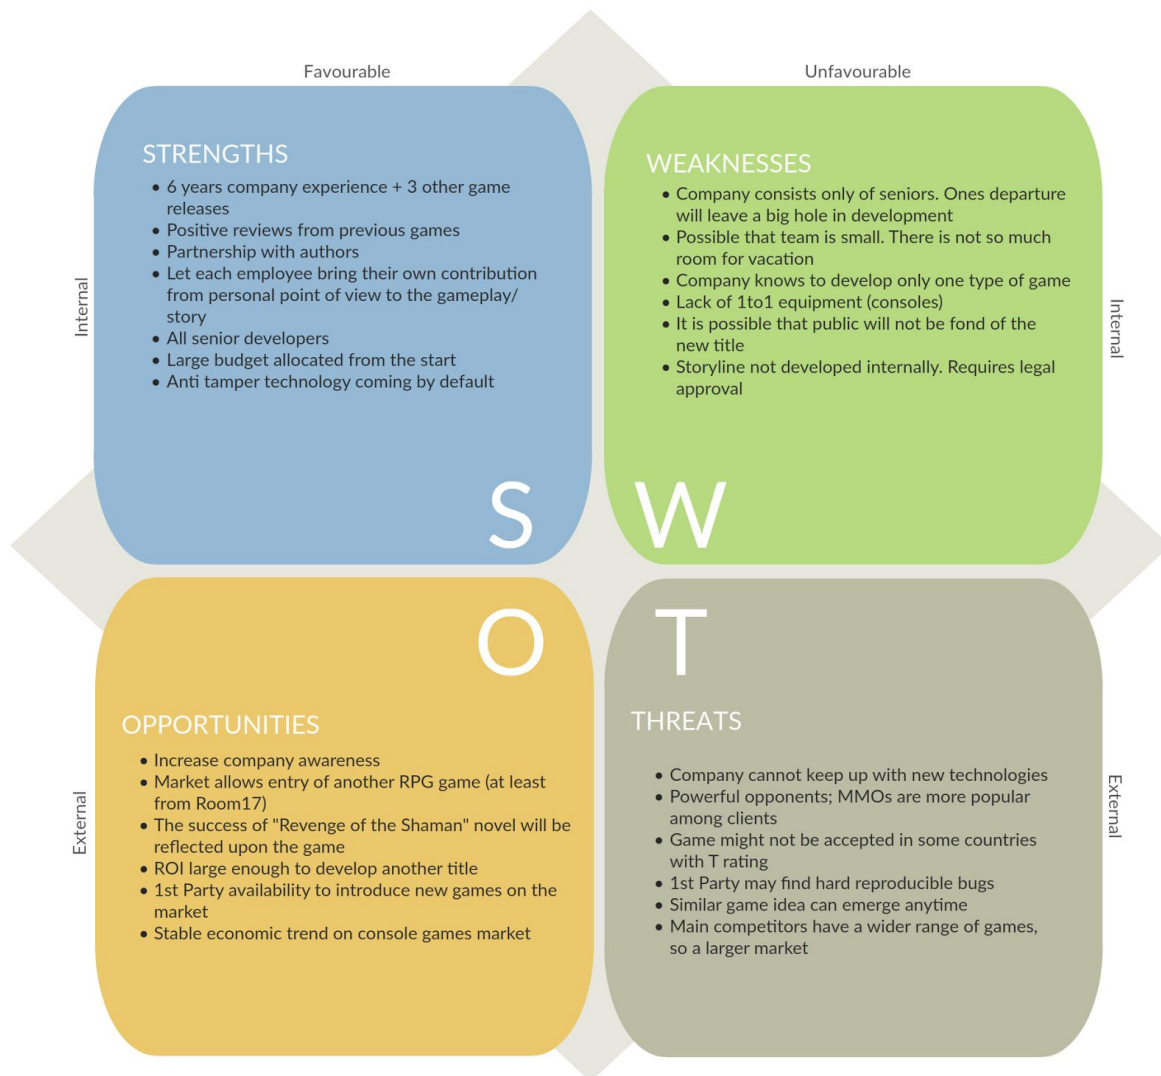 Favourable
Unfavourable
Internal
STRENGTHS
• 6 years company experience + 3 other game
releases
• Positive reviews from previous games
• Partnership with authors
• Let each employee bring their own contribution
from personal point of view to the gameplay/
story
• All senior developers
• Large budget allocated from the start
• Anti tamper technology coming by default
S
WEAKNESSES
• Company consists only of seniors. Ones departure
will leave a big hole in development
• Possible that team is small. There is not so much
room for vacation
• Company knows to develop only one type of game
• Lack of 1to1 equipment (consoles)
• It is possible that public will not be fond of the
new title
• Storyline not developed internally. Requires legal
approval
W
Internal
External
O
OPPORTUNITIES
• Increase company awareness
• Market allows entry of another RPG game (at least
from Room17)
• The success of "Revenge of the Shaman" novel will be
reflected upon the game
• ROI large enough to develop another title
• 1st Party availability to introduce new games on the
market
• Stable economic trend on console games market
T
THREATS
• Company cannot keep up with new technologies
• Powerful opponents; MMOs are more popular
among clients
• Game might not be accepted in some countries
with T rating
• 1st Party may find hard reproducible bugs
• Similar game idea can emerge anytime
• Main competitors have a wider range of games,
so a larger market
External